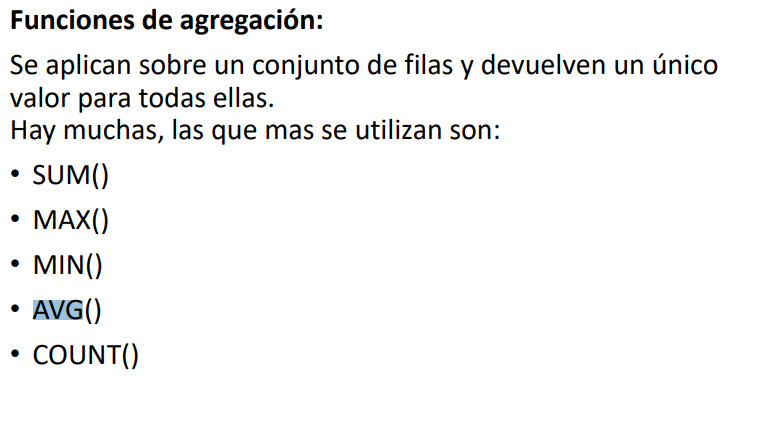 Funciones de agregación:
Se aplican sobre un conjunto de filas y devuelven un único
valor para todas ellas.
Hay muchas, las que mas se utilizan son:
• SUM()
• MAX()
• MIN()
• AVG()
• COUNT()